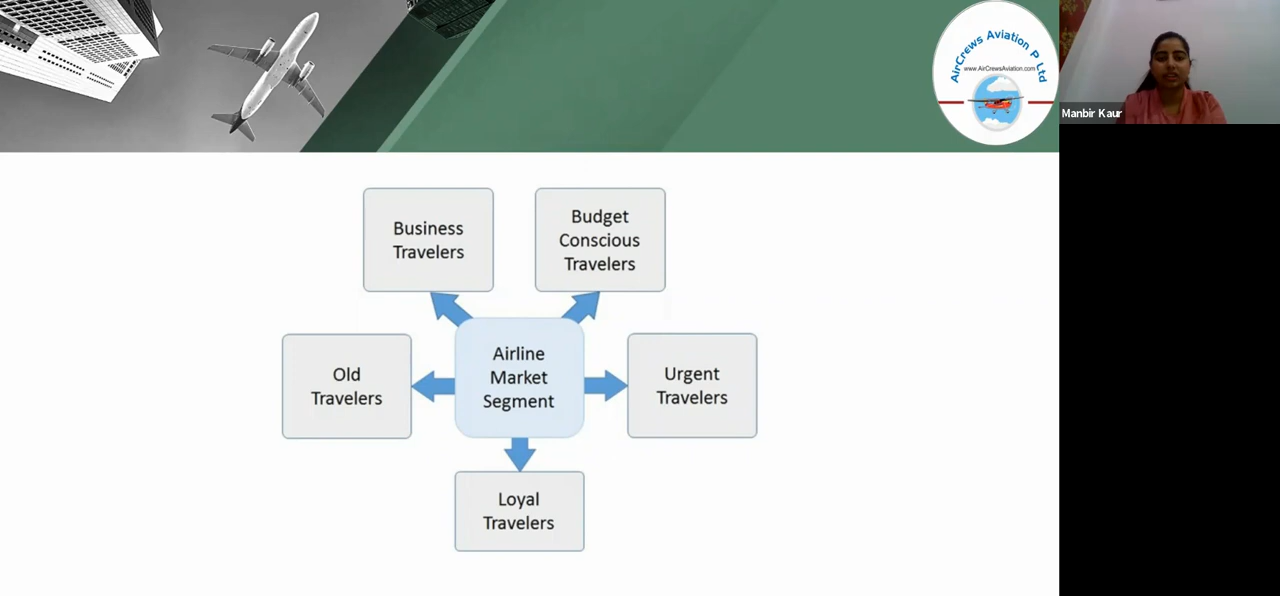 AirCrews Aviation P Ltd
www.AirCrewsAviation.com
Manbir Kaur
Business
Travelers
Budget
Conscious
Travelers
Old
Travelers
Airline
Market
Segment
Urgent
Travelers
Loyal
Travelers